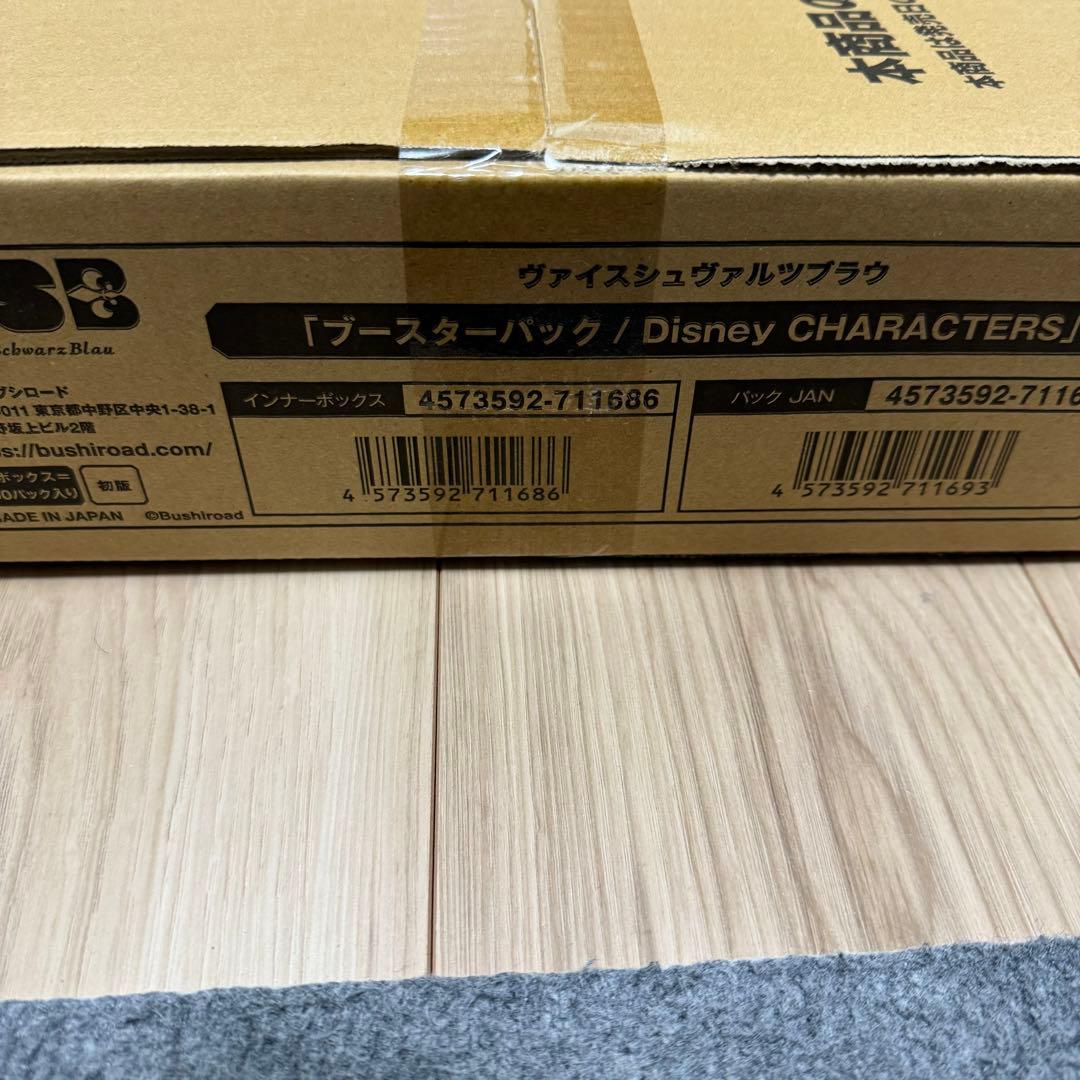 本商品の
本商品は発売日
SB
SchwarzBlau
ヴァイスシュヴァルツブラウ
「ブースターパック / Disney CHARACTERS」
ブシロード
011 東京都中野区中央1-38-1
野坂上ビル2階
s://bushiroad.com/
ボックス=
0パック入り
初版
MADE IN JAPAN ©Bushiroad
インナーボックス 4573592-711686
4 573592 711686
パック JAN 4573592-7116
4 573592 711693